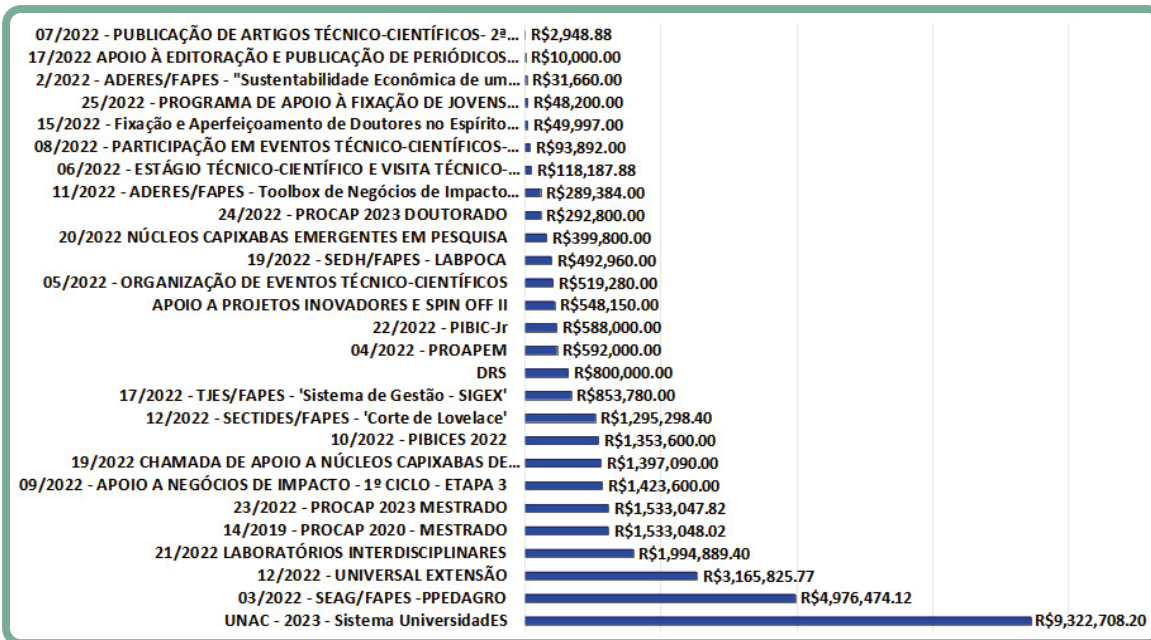 07/2022 - PUBLICAÇÃO DE ARTIGOS TÉCNICO-CIENTÍFICOS- 2ª... R$2,948.88
17/2022 APOIO À EDITORAÇÃO E PUBLICAÇÃO DE PERIÓDICOS... R$10,000.00
2/2022 - ADERES/FAPES - "Sustentabilidade Econômica de um... R$31,660.00
25/2022 - PROGRAMA DE APOIO À FIXAÇÃO DE JOVENS... R$48,200.00
15/2022 - Fixação e Aperfeiçoamento de Doutores no Espírito... R$49,997.00
08/2022 - PARTICIPAÇÃO EM EVENTOS TÉCNICO-CIENTÍFICOS-... R$93,892.00
06/2022 - ESTÁGIO TÉCNICO-CIENTÍFICO E VISITA TÉCNICO-... R$118,187.88
11/2022 - ADERES/FAPES - Toolbox de Negócios de Impacto... R$289,384.00
24/2022 - PROCAP 2023 DOUTORADO R$292,800.00
20/2022 NÚCLEOS CAPIXABAS EMERGENTES EM PESQUISA R$399,800.00
19/2022 - SEDH/FAPES - LABPOCA R$492,960.00
05/2022 - ORGANIZAÇÃO DE EVENTOS TÉCNICO-CIENTÍFICOS R$519,280.00
APOIO A PROJETOS INOVADORES E SPIN OFF II R$548,150.00
22/2022 - PIBIC-Jr R$588,000.00
04/2022 - PROAPEM R$592,000.00
DRS R$800,000.00
17/2022 - TJES/FAPES - 'Sistema de Gestão - SIGEX' R$853,780.00
12/2022 - SECTIDES/FAPES - 'Corte de Lovelace' R$1,295,298.40
10/2022 - PIBICES 2022 R$1,353,600.00
19/2022 CHAMADA DE APOIO A NÚCLEOS CAPIXABAS DE... R$1,397,090.00
09/2022 - APOIO A NEGÓCIOS DE IMPACTO - 1º CICLO - ETAPA 3 R$1,423,600.00
23/2022 - PROCAP 2023 MESTRADO R$1,533,047.82
14/2019 - PROCAP 2020 - MESTRADO R$1,533,048.02
21/2022 LABORATÓRIOS INTERDISCIPLINARES R$1,994,889.40
12/2022 - UNIVERSAL EXTENSÃO R$3,165,825.77
03/2022 - SEAG/FAPES -PPEDAGRO R$4,976,474.12
UNAC - 2023 - Sistema UniversidadES R$9,322,708.20